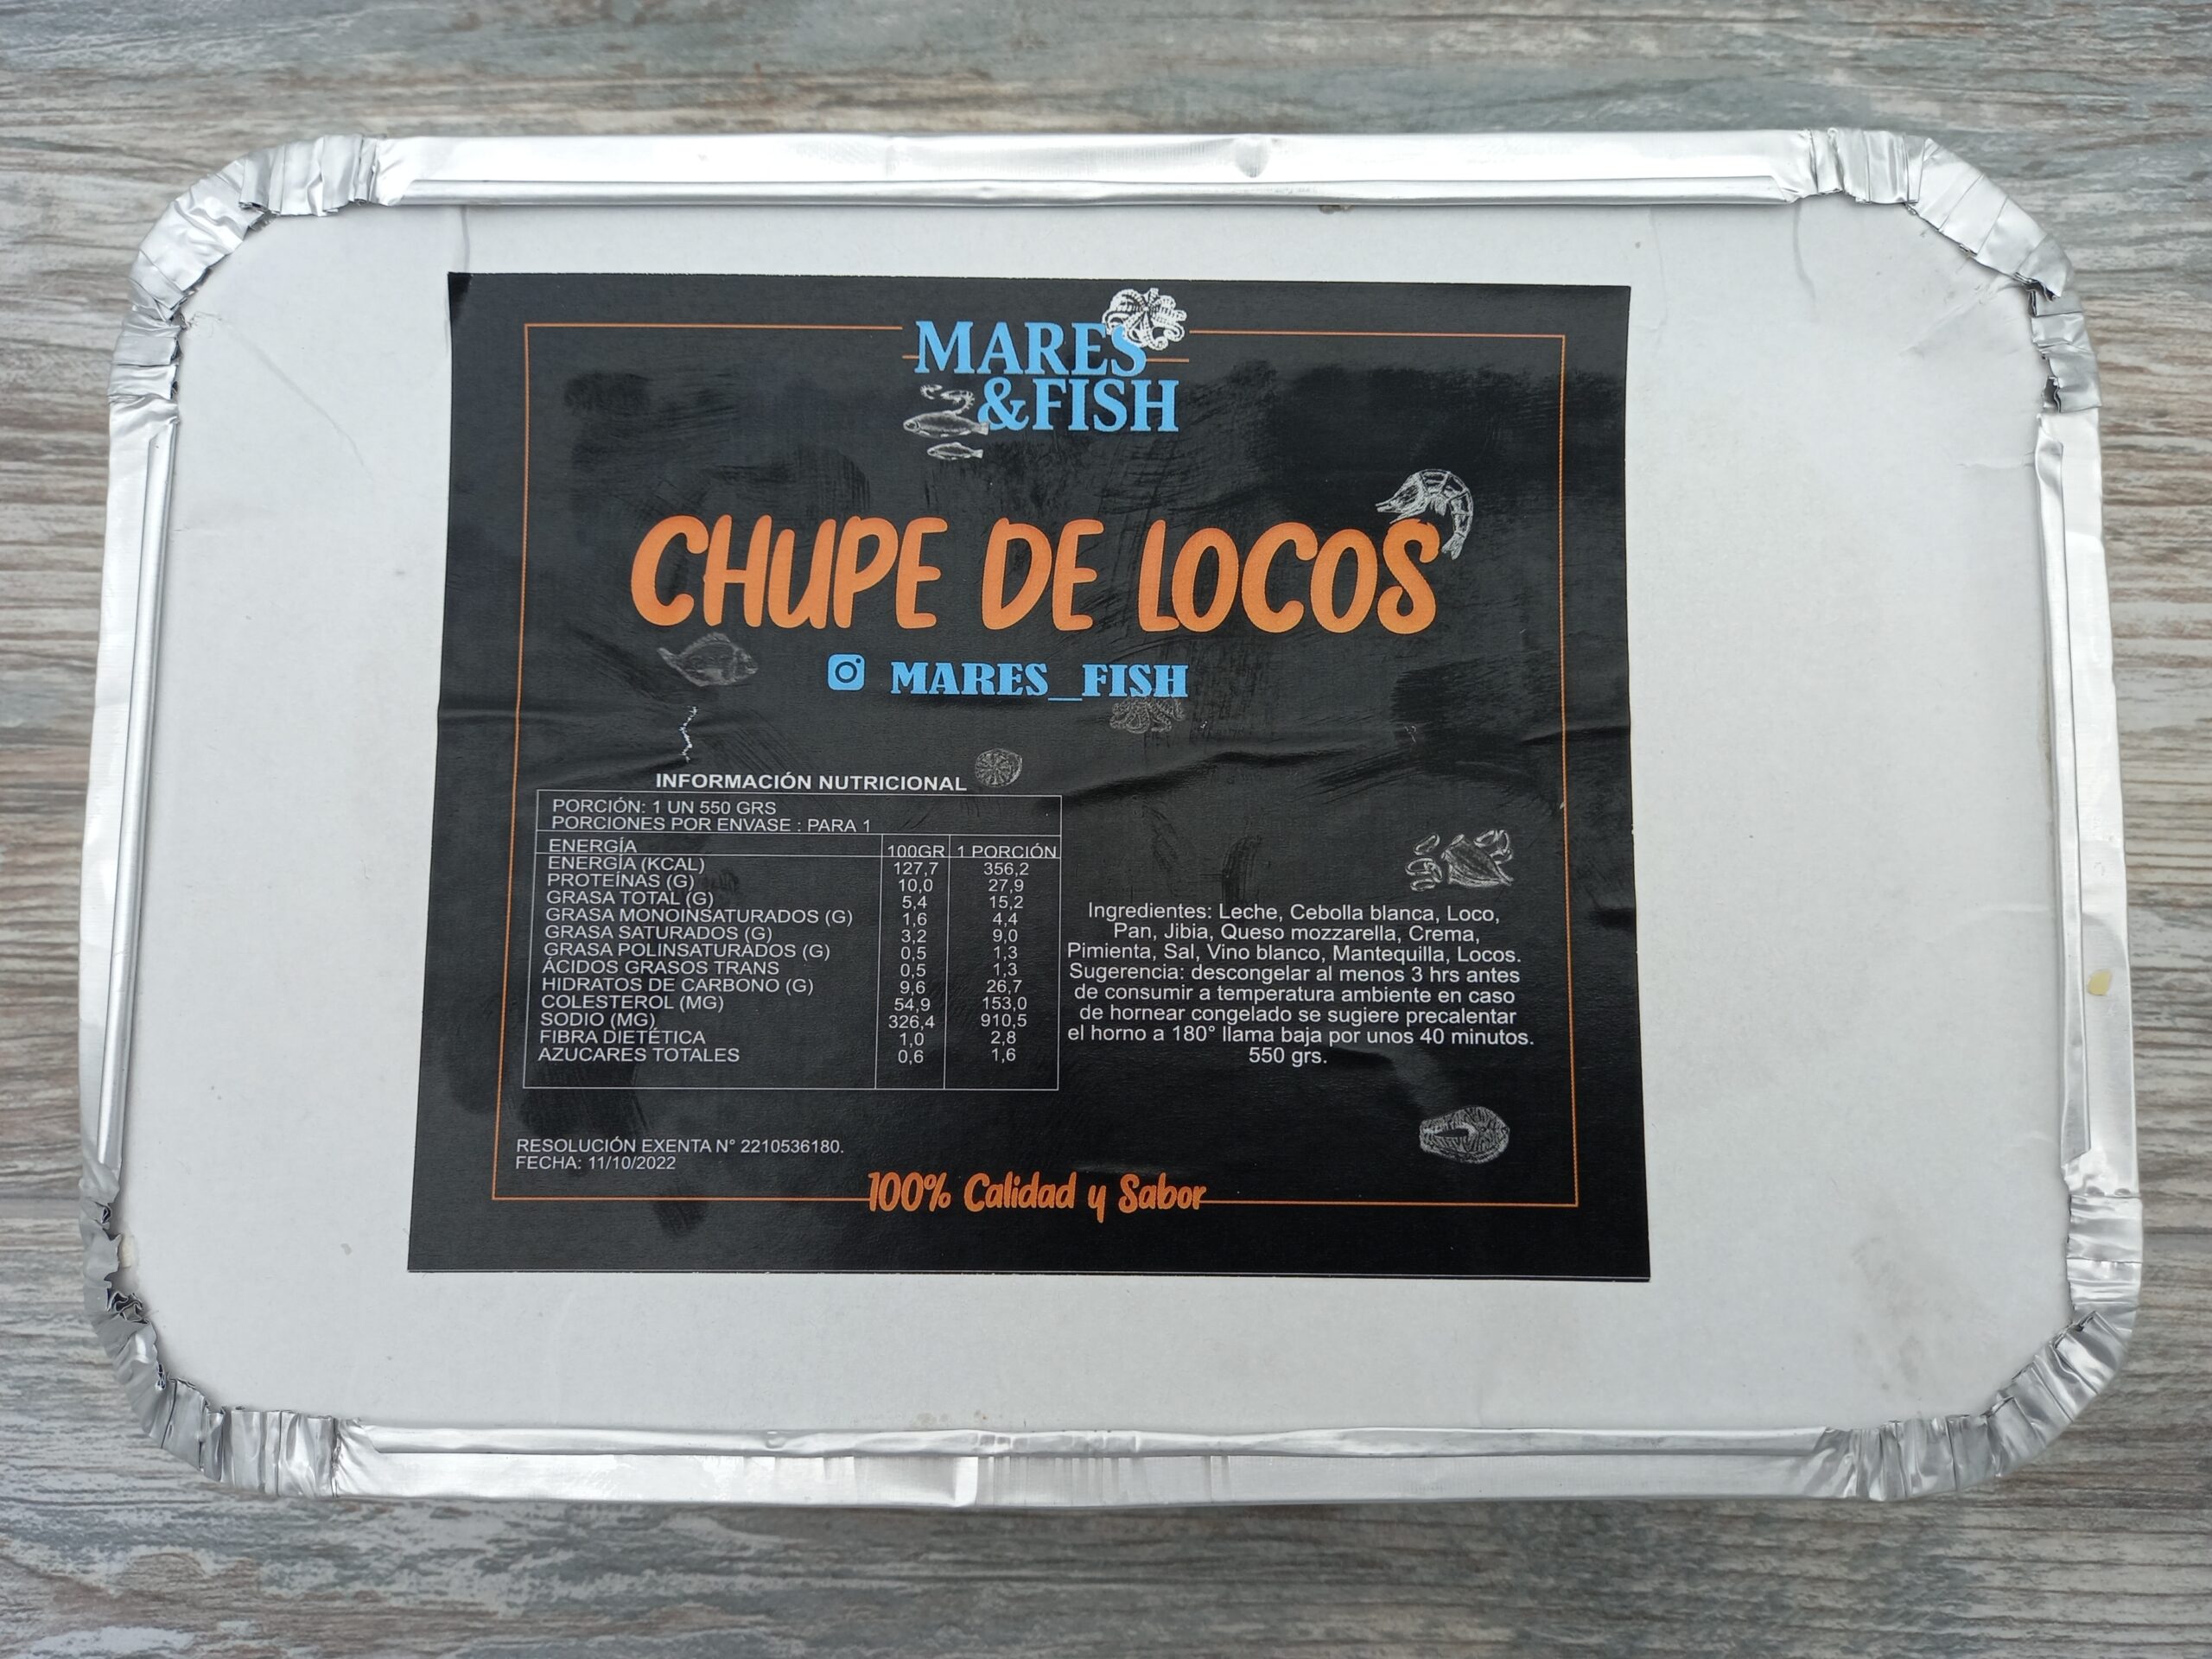 MARES
&FISH
CHUPE DE LOCOS
MARES_FISH
INFORMACIÓN NUTRICIONAL
PORCIÓN: 1 UN 550 GRS
PORCIONES POR ENVASE : PARA 1
ENERGÍA 100GR 1 PORCIÓN
ENERGÍA (KCAL) 127,7 356,2
PROTEÍNAS (G) 10,0 27,9
GRASA TOTAL (G) 5,4 15,2
GRASA MONOINSATURADOS (G) 1,6 4,4
GRASA SATURADOS (G) 3,2 9,0
GRASA POLINSATURADOS (G) 0,5 1,3
ÁCIDOS GRASOS TRANS 0,5 1,3
HIDRATOS DE CARBONO (G) 9,6 26,7
COLESTEROL (MG) 54,9 153,0
SODIO (MG) 326,4 910,5
FIBRA DIETÉTICA 1,0 2,8
AZUCARES TOTALES 0,6 1,6
Ingredientes: Leche, Cebolla blanca, Loco,
Pan, Jibia, Queso mozzarella, Crema,
Pimienta, Sal, Vino blanco, Mantequilla, Locos.
Sugerencia: descongelar al menos 3 hrs antes
de consumir a temperatura ambiente en caso
de hornear congelado se sugiere precalentar
el horno a 180° llama baja por unos 40 minutos.
550 grs.
RESOLUCIÓN EXENTA N° 2210536180.
FECHA: 11/10/2022
100% Calidad y Sabor